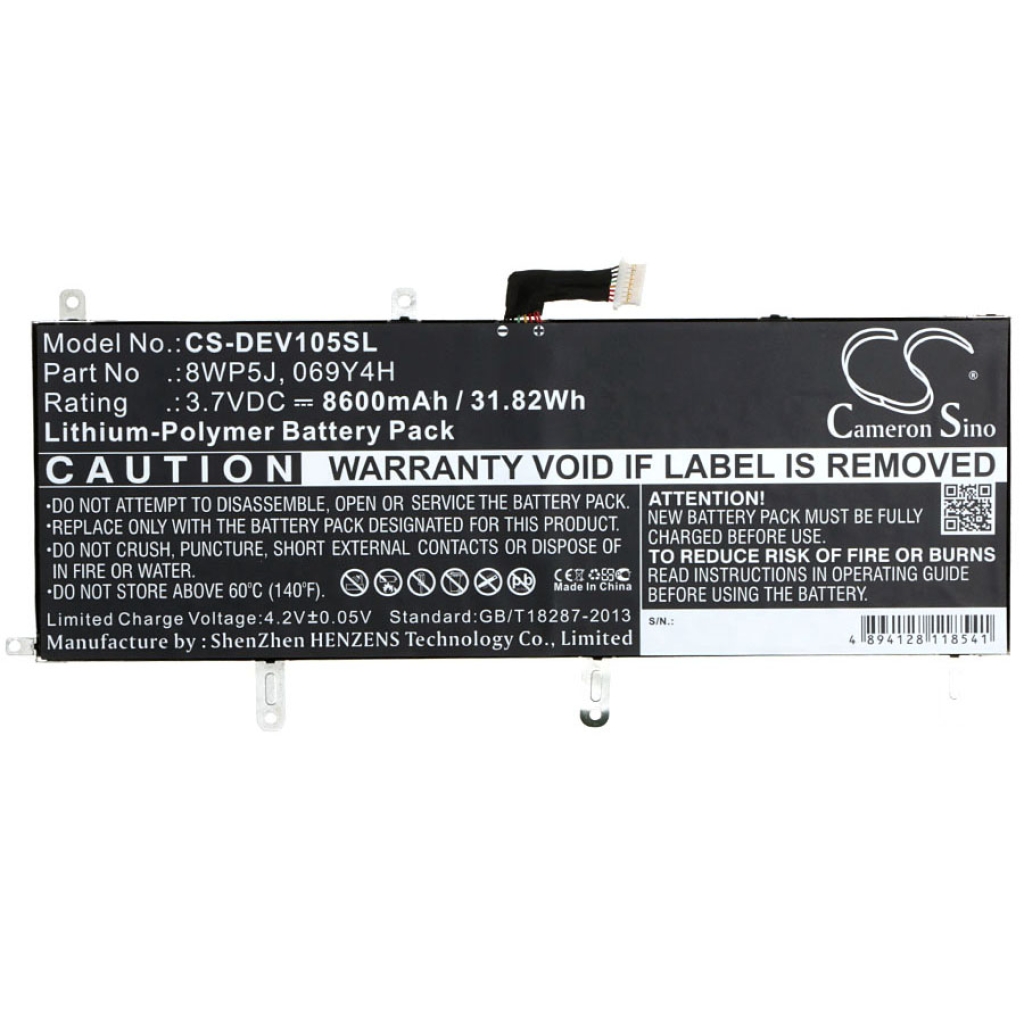 Model No.:CS-DEV105SL
Part No .:8WP5J, 069Y4H
Rating .:3.7VDC ⎓ 8600mAh / 31.82Wh
Lithium-Polymer Battery Pack
Cameron Sino
®
CAUTION WARRANTY VOID IF LABEL IS REMOVED
•DO NOT ATTEMPT TO DISASSEMBLE, OPEN OR SERVICE THE BATTERY PACK.
•REPLACE ONLY WITH THE BATTERY PACK DESIGNATED FOR THIS PRODUCT.
•DO NOT CRUSH, PUNCTURE, SHORT EXTERNAL CONTACTS OR DISPOSE OF
IN FIRE OR WATER.
•DO NOT STORE ABOVE 60°C (140°F).
Pb
CE
Made In China
Limited Charge Voltage:4.2V±0.05V Standard:GB/T18287-2013
Manufacture by : ShenZhen HENZENS Technology Co., Limited
ATTENTION!
NEW BATTERY PACK MUST BE FULLY
CHARGED BEFORE USE.
TO REDUCE RISK OF FIRE OR BURNS
READ INSTRUCTIONS IN OPERATING GUIDE
BEFORE USING THE BATTERY.
S/N.:
4 894128 118541